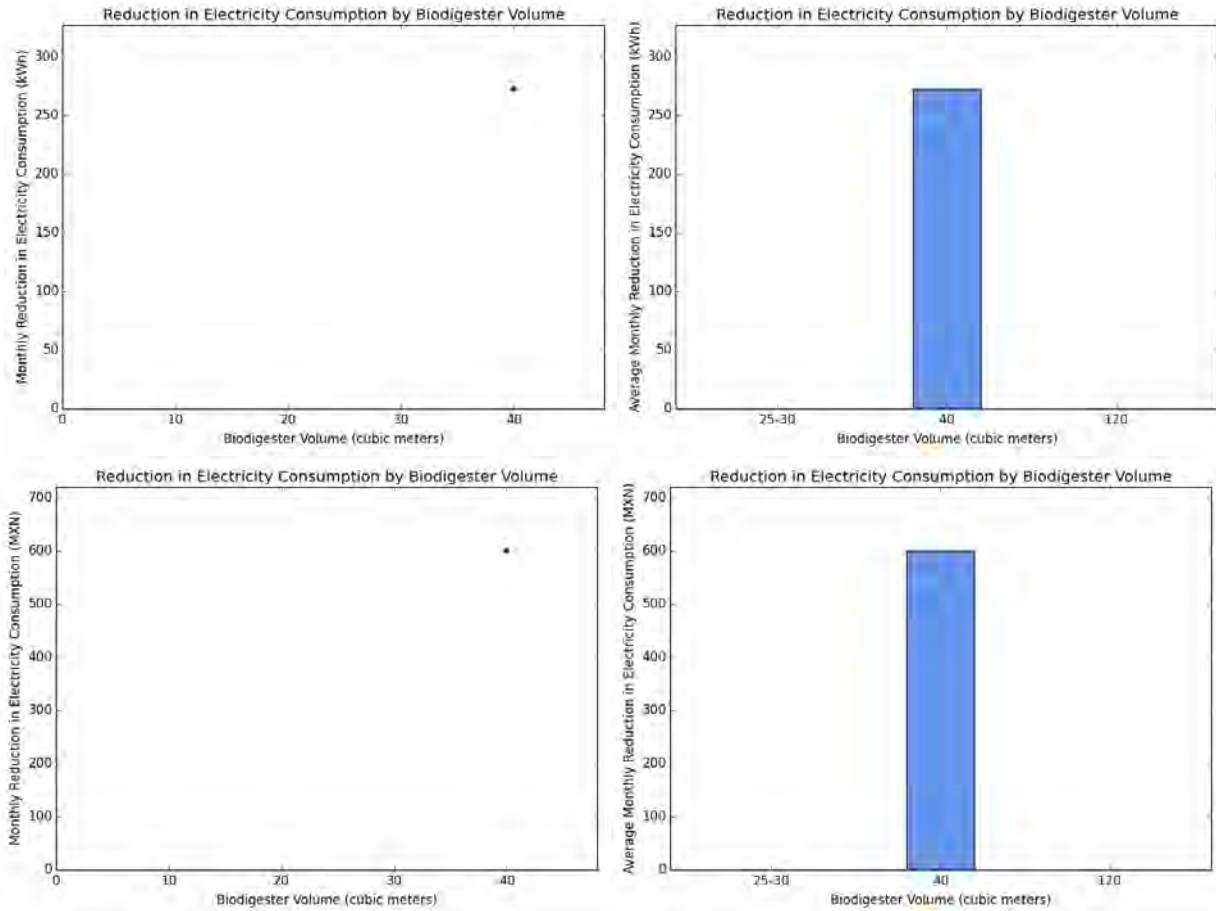 Reduction in Electricity Consumption by Biodigester Volume
Monthly Reduction in Electricity Consumption (kWh)
300
250
200
150
100
50
0
0 10 20 30 40
Biodigester Volume (cubic meters)
Reduction in Electricity Consumption by Biodigester Volume
Average Monthly Reduction in Electricity Consumption (kWh)
300
250
200
150
100
50
0
25-30 40 120
Biodigester Volume (cubic meters)
Reduction in Electricity Consumption by Biodigester Volume
Monthly Reduction in Electricity Consumption (MXN)
700
600
500
400
300
200
100
0
0 10 20 30 40
Biodigester Volume (cubic meters)
Reduction in Electricity Consumption by Biodigester Volume
Average Monthly Reduction in Electricity Consumption (MXN)
700
600
500
400
300
200
100
0
25-30 40 120
Biodigester Volume (cubic meters)